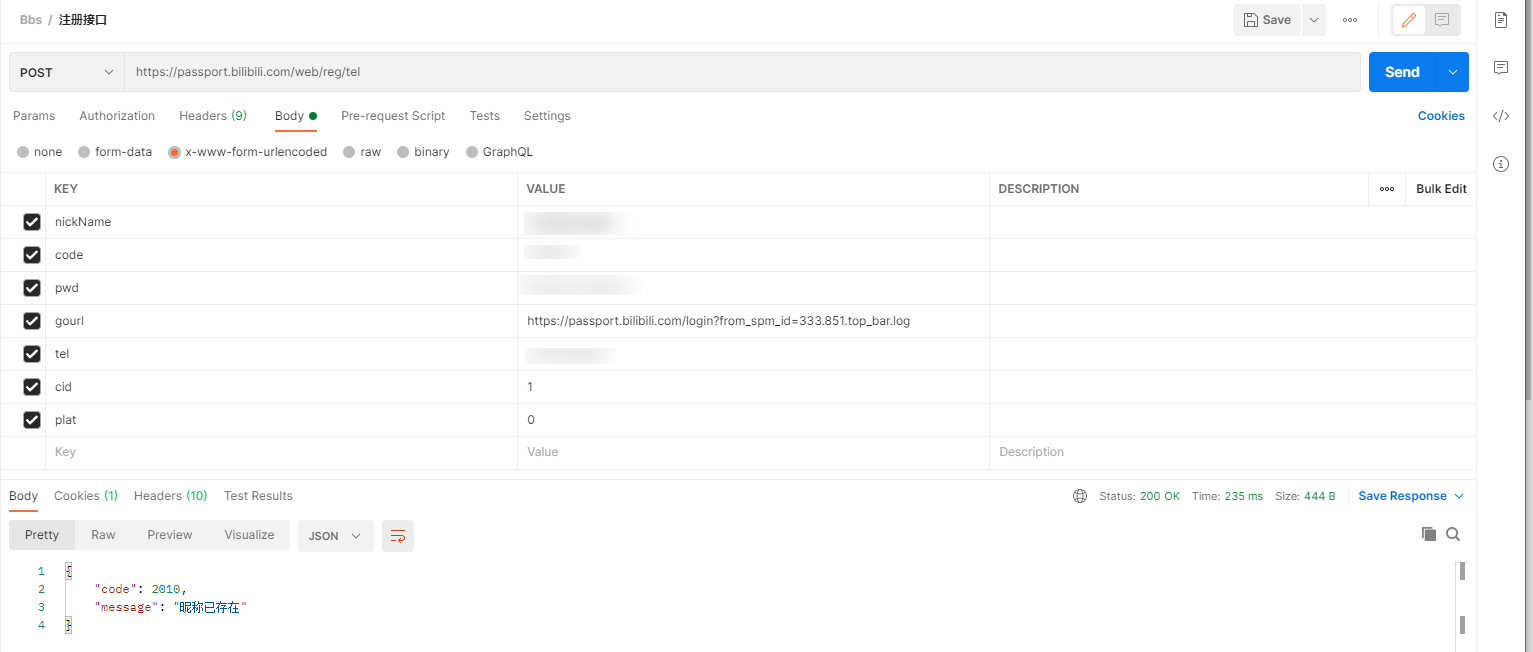 Bbs / 注册接口
Save
POST https://passport.bilibili.com/web/reg/tel Send
Params Authorization Headers (9) Body Pre-request Script Tests Settings Cookies
none form-data x-www-form-urlencoded raw binary GraphQL
KEY VALUE DESCRIPTION Bulk Edit
nickName
code
pwd
gourl https://passport.bilibili.com/login?from_spm_id=333.851.top_bar.log
tel
cid 1
plat 0
Key Value Description
Body Cookies (1) Headers (10) Test Results Status: 200 OK Time: 235 ms Size: 444 B Save Response
Pretty Raw Preview Visualize JSON
1 {
2 "code": 2010,
3 "message": "昵称已存在"
4 }